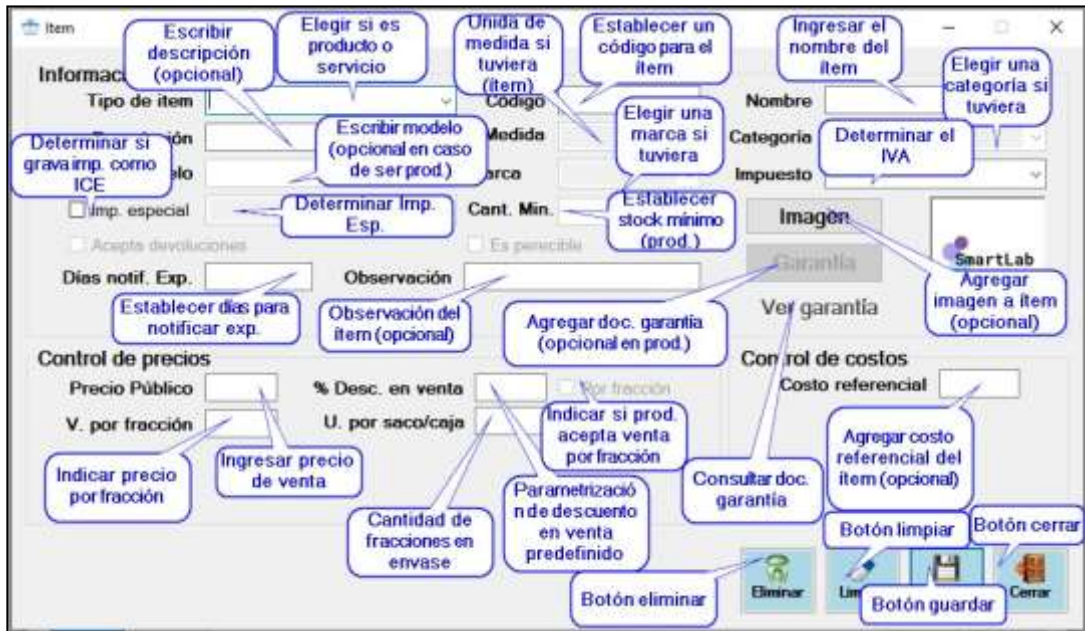 Item
Escribir
descripción
(opcional)
Elegir si es
producto o
servicio
Unida de
medida si
tuviera
(ítem)
Establecer un
código para el
ítem
Ingresar el
nombre del
ítem
Elegir una
categoría si
tuviera
Tipo de item
Código
Nombre
Determinar si
grava imp. como
ICE
Escribir modelo
(opcional en caso
de ser prod.)
Medida
Elegir una
marca si
tuviera
Categoría
Determinar el
IVA
Impuesto
Imp. especial
Determinar Imp.
Esp.
Cant. Min.
Establecer
stock mínimo
(prod.)
Imagen
Acepta devoluciones
Es perecible
Garantía
SmartLab
Días notif. Exp.
Observación
Establecer días para
notificar exp.
Observación del
ítem (opcional)
Agregar doc. garantía
(opcional en prod.)
Ver garantía
Agregar
imagen a ítem
(opcional)
Control de precios
Control de costos
Precio Público
% Desc. en venta
Por fracción
Costo referencial
V. por fracción
U. por saco/caja
Indicar si prod.
acepta venta
por fracción
Indicar precio
por fracción
Ingresar precio
de venta
Cantidad de
fracciones en
envase
Parametrizació
n de descuento
en venta
predefinido
Consultar doc.
garantía
Agregar costo
referencial del
ítem (opcional)
Botón limpiar
Botón cerrar
Botón eliminar
Botón guardar
Eliminar
Cerrar